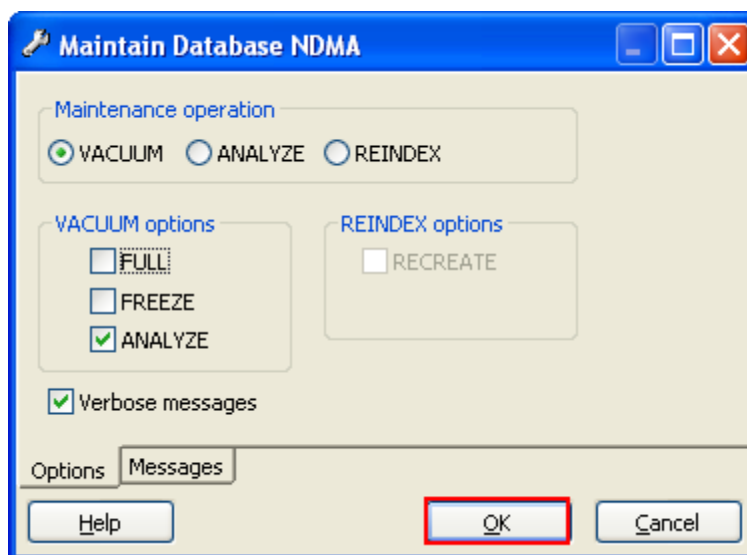 Maintain Database NDMA
Maintenance operation
VACUUM ANALYZE REINDEX
VACUUM options REINDEX options
FULL RECREATE
FREEZE
ANALYZE
Verbose messages
Options Messages
Help OK Cancel